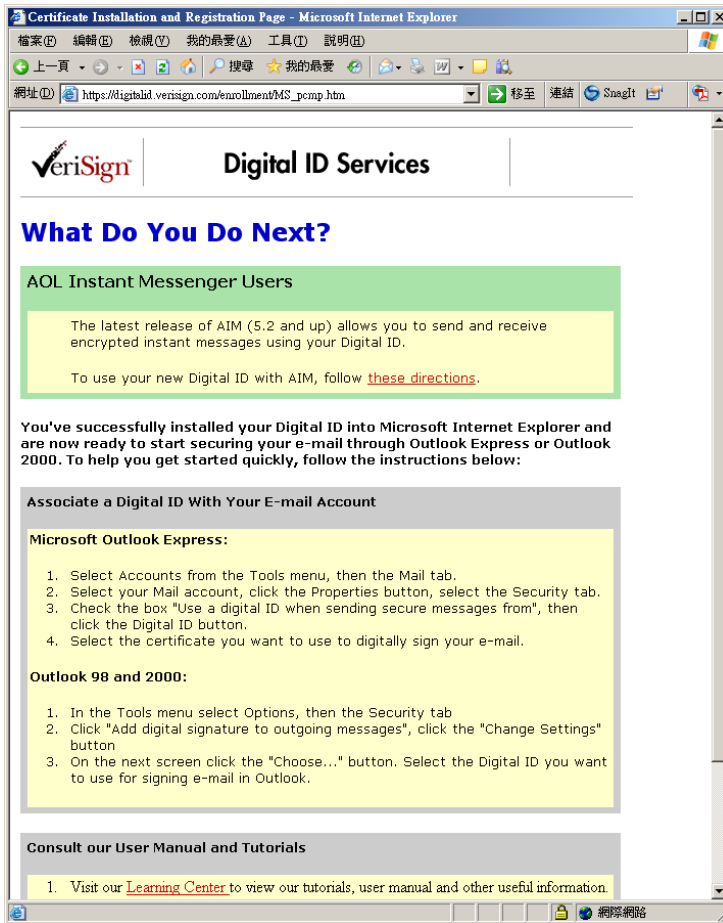 Certificate Installation and Registration Page - Microsoft Internet Explorer
檔案(F) 編輯(E) 檢視(V) 我的最愛(A) 工具(T) 說明(H)
上一頁 搜尋 我的最愛
網址(D) https://digitalid.verisign.com/enrollment/MS_pcmp.htm 移至 連結 SnagIt
VeriSign Digital ID Services
What Do You Do Next?
AOL Instant Messenger Users
The latest release of AIM (5.2 and up) allows you to send and receive
encrypted instant messages using your Digital ID.
To use your new Digital ID with AIM, follow these directions.
You've successfully installed your Digital ID into Microsoft Internet Explorer and
are now ready to start securing your e-mail through Outlook Express or Outlook
2000. To help you get started quickly, follow the instructions below:
Associate a Digital ID With Your E-mail Account
Microsoft Outlook Express:
1. Select Accounts from the Tools menu, then the Mail tab.
2. Select your Mail account, click the Properties button, select the Security tab.
3. Check the box "Use a digital ID when sending secure messages from", then
click the Digital ID button.
4. Select the certificate you want to use to digitally sign your e-mail.
Outlook 98 and 2000:
1. In the Tools menu select Options, then the Security tab
2. Click "Add digital signature to outgoing messages", click the "Change Settings"
button
3. On the next screen click the "Choose..." button. Select the Digital ID you want
to use for signing e-mail in Outlook.
Consult our User Manual and Tutorials
1. Visit our Learning Center to view our tutorials, user manual and other useful information.
網際網路